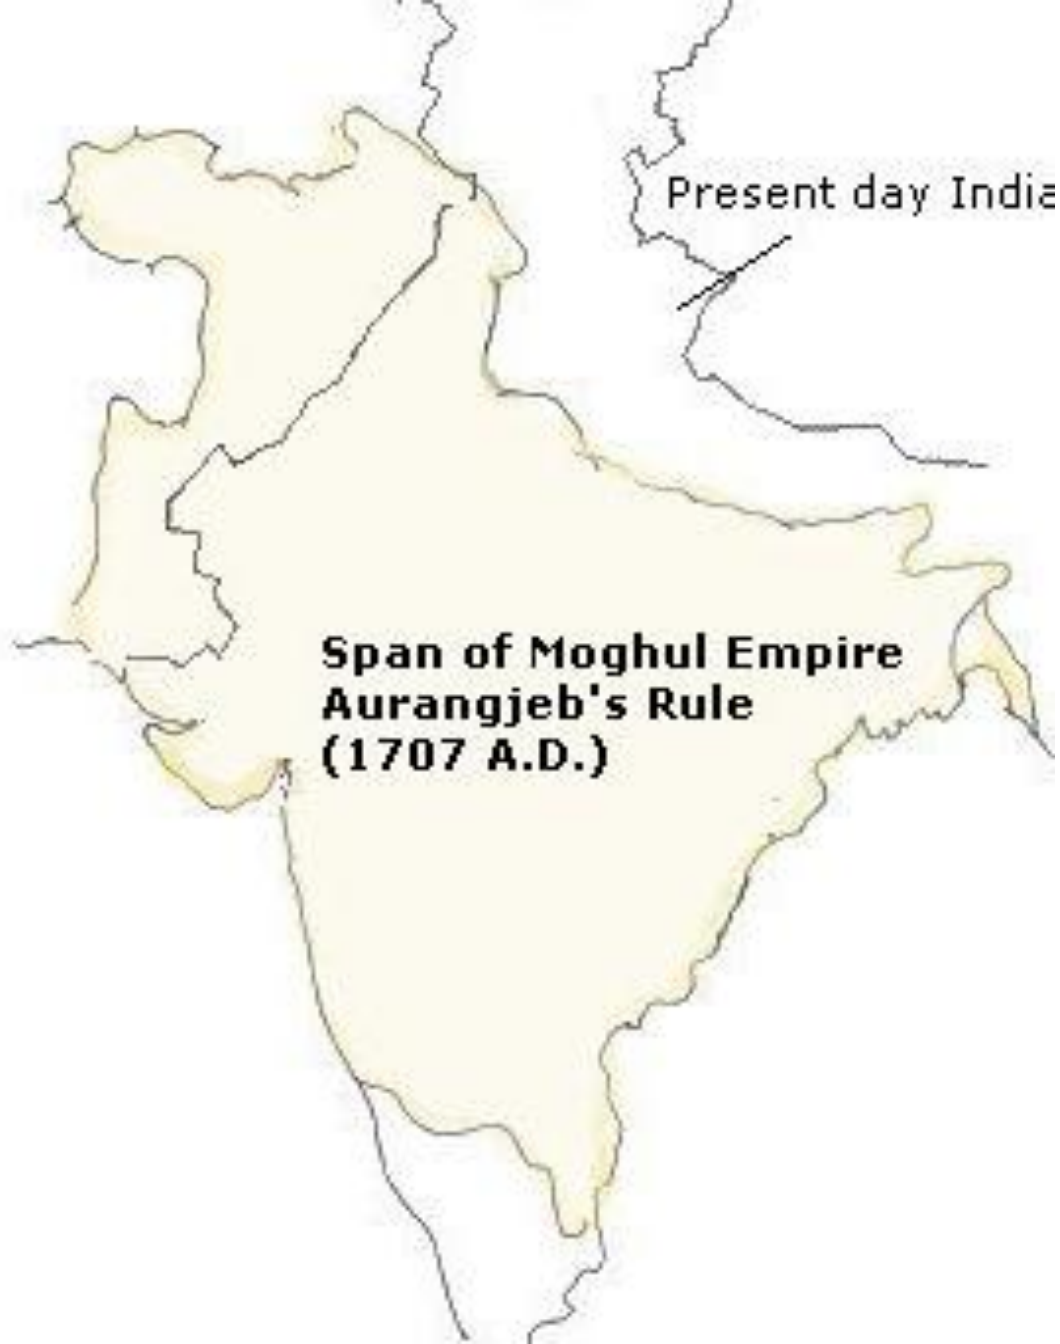 Present day India
Span of Moghul Empire
Aurangjeb's Rule
(1707 A.D.)